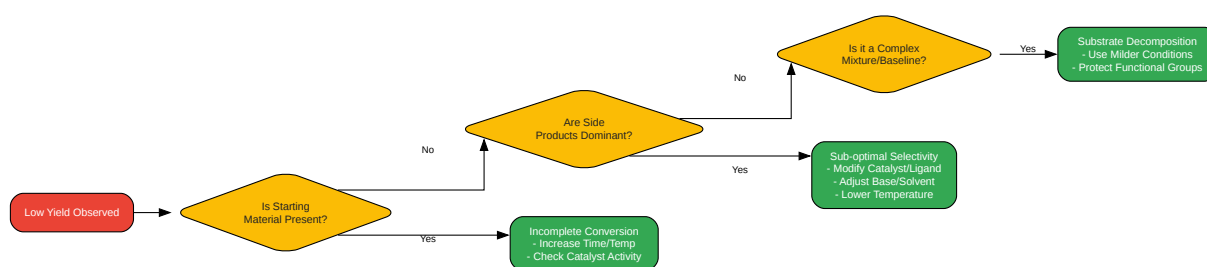 Low Yield Observed
Is Starting
Material Present?
No
Yes
Incomplete Conversion
- Increase Time/Temp
- Check Catalyst Activity
Are Side
Products Dominant?
No
Yes
Sub-optimal Selectivity
- Modify Catalyst/Ligand
- Adjust Base/Solvent
- Lower Temperature
Is it a Complex
Mixture/Baseline?
Yes
Substrate Decomposition
- Use Milder Conditions
- Protect Functional Groups